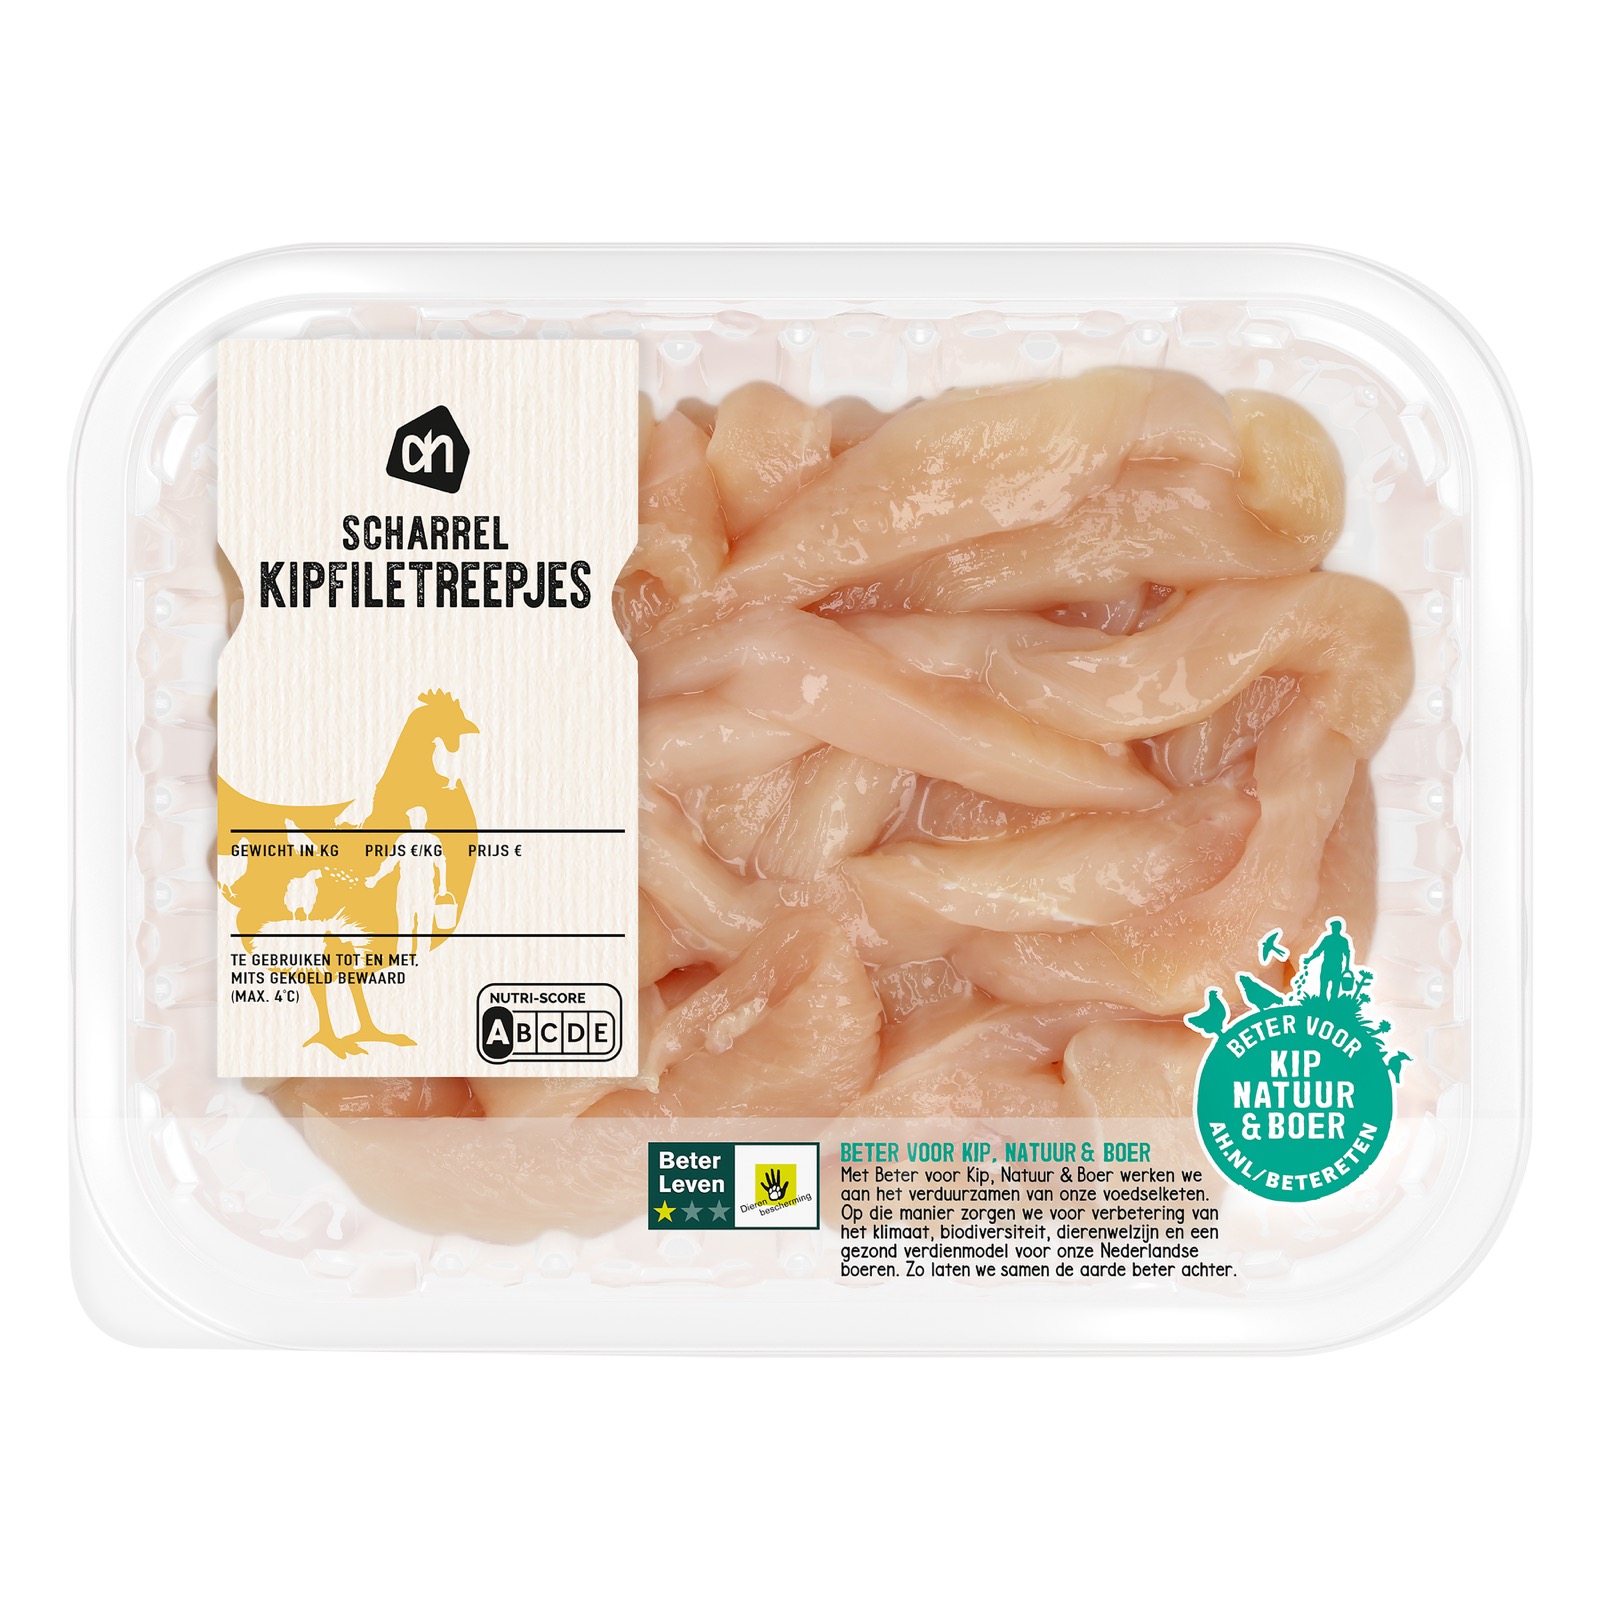 ah
SCHARREL
KIPFILETREEPJES
GEWICHT IN KG PRIJS €/KG PRIJS €
TE GEBRUIKEN TOT EN MET,
MITS GEKOELD BEWAARD
(MAX. 4°C)
NUTRI-SCORE
ABCDE
Beter
Leven
Dieren
bescherming
BETER VOOR KIP, NATUUR & BOER
Met Beter voor Kip, Natuur & Boer werken we
aan het verduurzamen van onze voedselketen.
Op die manier zorgen we voor verbetering van
het klimaat, biodiversiteit, dierenwelzijn en een
gezond verdienmodel voor onze Nederlandse
boeren. Zo laten we samen de aarde beter achter.
BETER VOOR
KIP
NATUUR
& BOER
AH.NL/BETERETEN